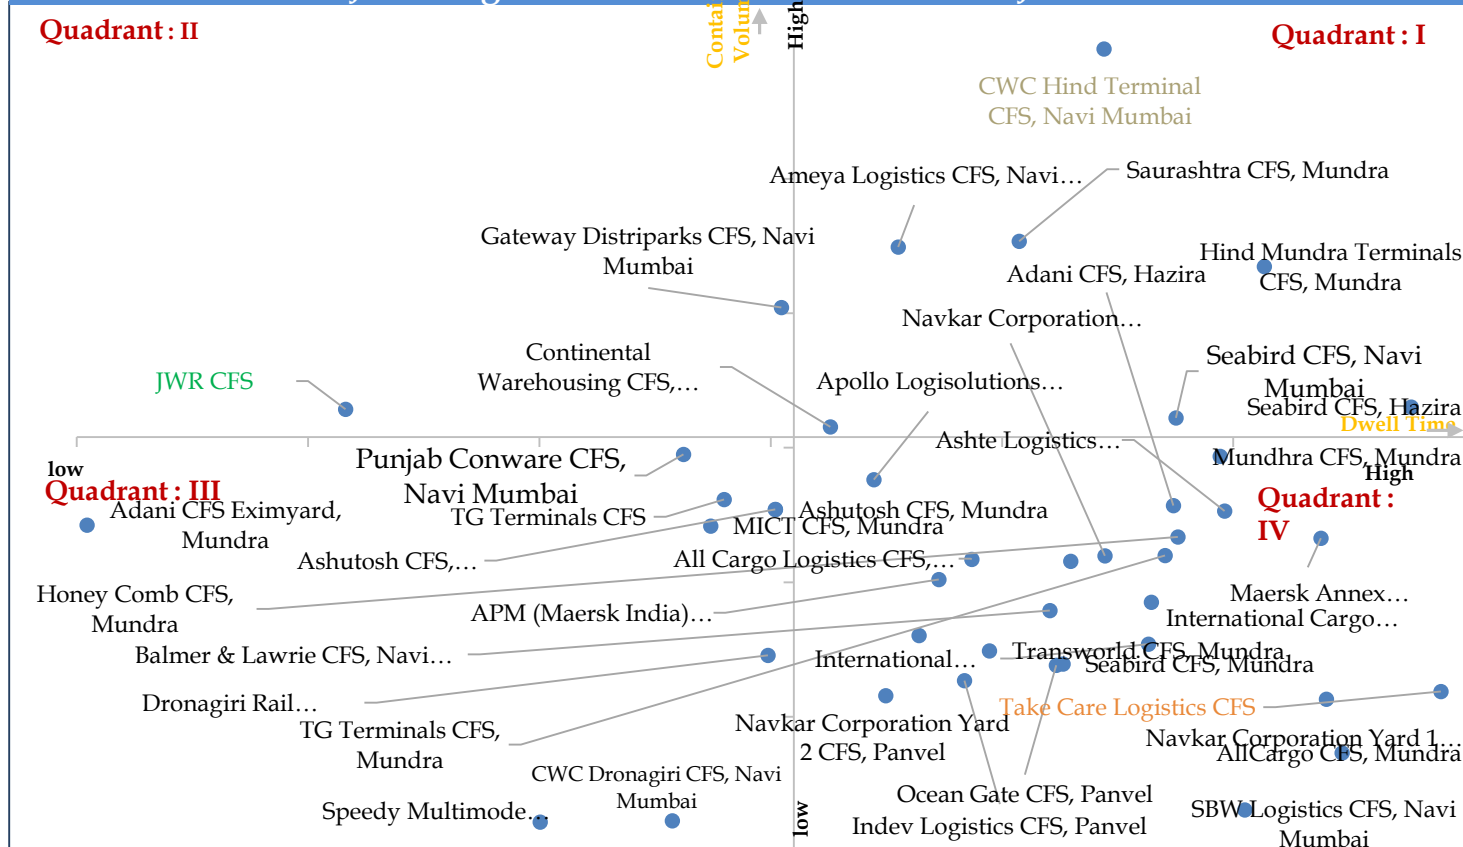 Quadrant : II
Contai
Volum
High
Quadrant : I
CWC Hind Terminal
CFS, Navi Mumbai
Ameya Logistics CFS, Navi…
Saurashtra CFS, Mundra
Gateway Distriparks CFS, Navi
Mumbai
Hind Mundra Terminals
CFS, Mundra
Adani CFS, Hazira
Navkar Corporation…
Continental
Warehousing CFS,…
Seabird CFS, Navi
Mumbai
JWR CFS
Apollo Logisolutions…
Seabird CFS, Hazira
Dwell Time
Ashte Logistics…
Punjab Conware CFS,
Navi Mumbai
Mundhra CFS, Mundra
low
High
Quadrant : III
Quadrant :
IV
Adani CFS Eximyard,
Mundra
TG Terminals CFS
Ashutosh CFS, Mundra
MICT CFS, Mundra
Ashutosh CFS,…
All Cargo Logistics CFS,…
Honey Comb CFS,
Mundra
APM (Maersk India)…
Maersk Annex…
International Cargo…
Balmer & Lawrie CFS, Navi…
International…
Transworld CFS, Mundra
Seabird CFS, Mundra
Dronagiri Rail…
Take Care Logistics CFS
TG Terminals CFS,
Mundra
Navkar Corporation Yard
2 CFS, Panvel
Navkar Corporation Yard 1…
AllCargo CFS, Mundra
CWC Dronagiri CFS, Navi
Mumbai
Speedy Multimode…
Ocean Gate CFS, Panvel
Indev Logistics CFS, Panvel
low
SBW Logistics CFS, Navi
Mumbai